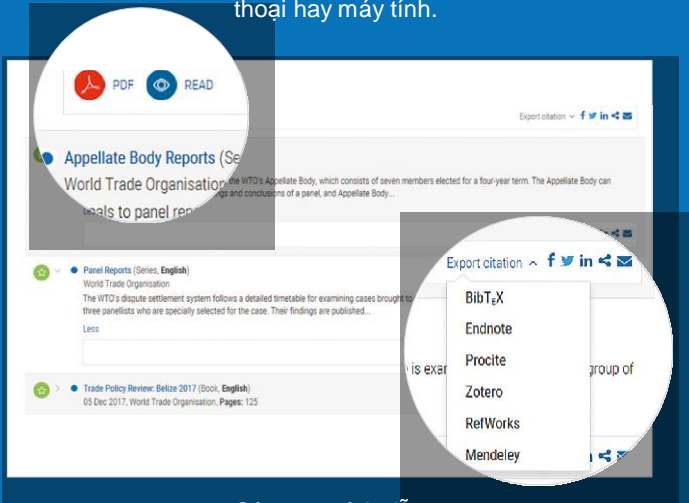 thoại hay máy tính.
PDF READ
Export citation
Appellate Body Reports (Se
World Trade Organisation
the WTO's Appellate Body, which consists of seven members elected for a four-year term. The Appellate Body can
and conclusions of a panel, and Appellate Body...
to panel
Panel Reports (Series, English)
World Trade Organisation
The WTO's dispute settlement system follows a detailed timetable for examining cases brought to
three panellists who are specially selected for the case. Their findings are published...
Less
Trade Policy Review: Belize 2017 (Book, English)
05 Dec 2017, World Trade Organisation, Pages: 125
Export citation
BibTEX
Endnote
Procite
Zotero
RefWorks
Mendeley
is
group of